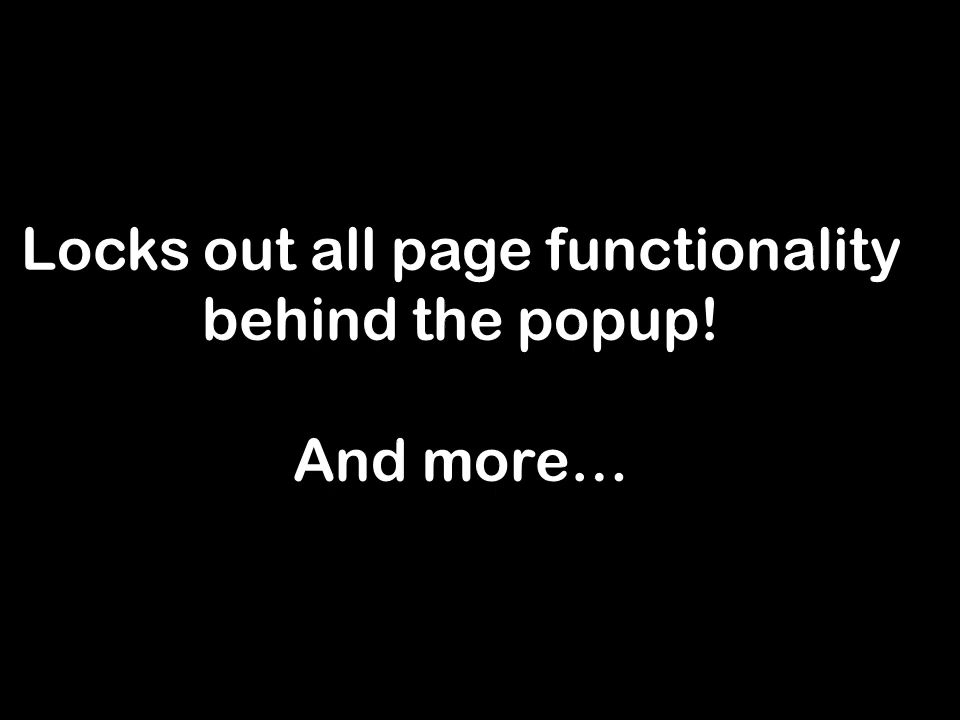 Locks out all page functionality
behind the popup!
And more…